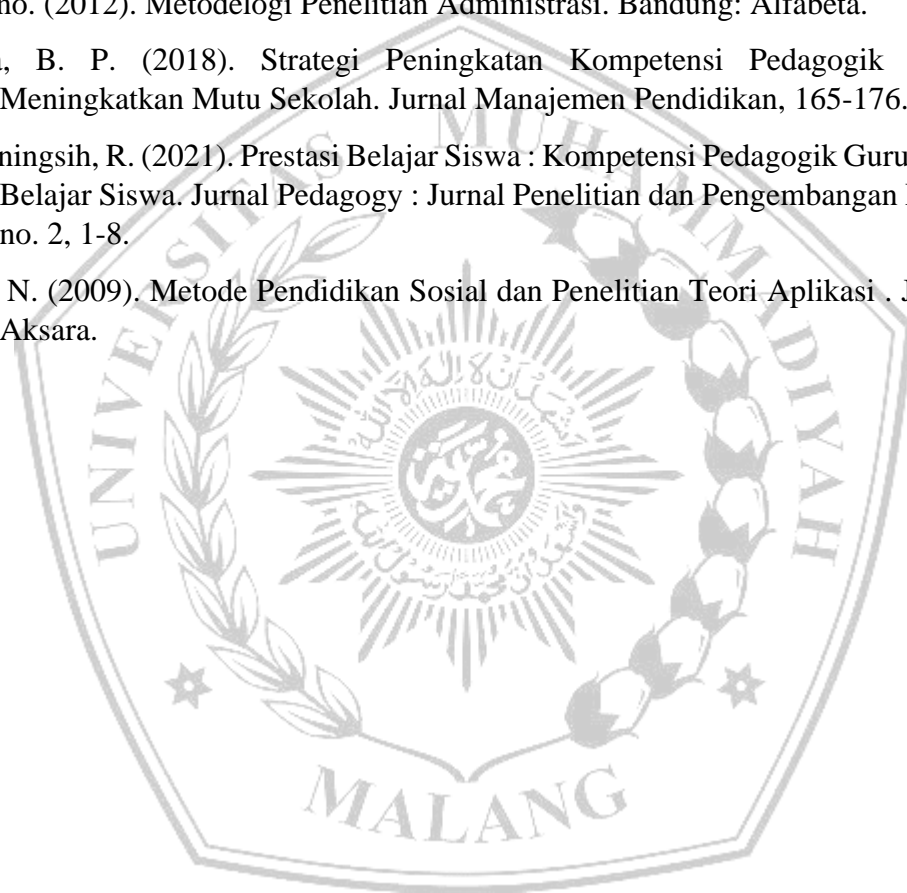 no. (2012). Metodelogi Penelitian Administrasi. Bandung: Alfabeta.
a, B. P. (2018). Strategi Peningkatan Kompetensi Pedagogik
Meningkatkan Mutu Sekolah. Jurnal Manajemen Pendidikan, 165-176.
ningsih, R. (2021). Prestasi Belajar Siswa : Kompetensi Pedagogik Guru
Belajar Siswa. Jurnal Pedagogy : Jurnal Penelitian dan Pengembangan
no. 2, 1-8.
N. (2009). Metode Pendidikan Sosial dan Penelitian Teori Aplikasi . J
Aksara.
UNIVERSITAS MUHAMMADIYAH
MALANG